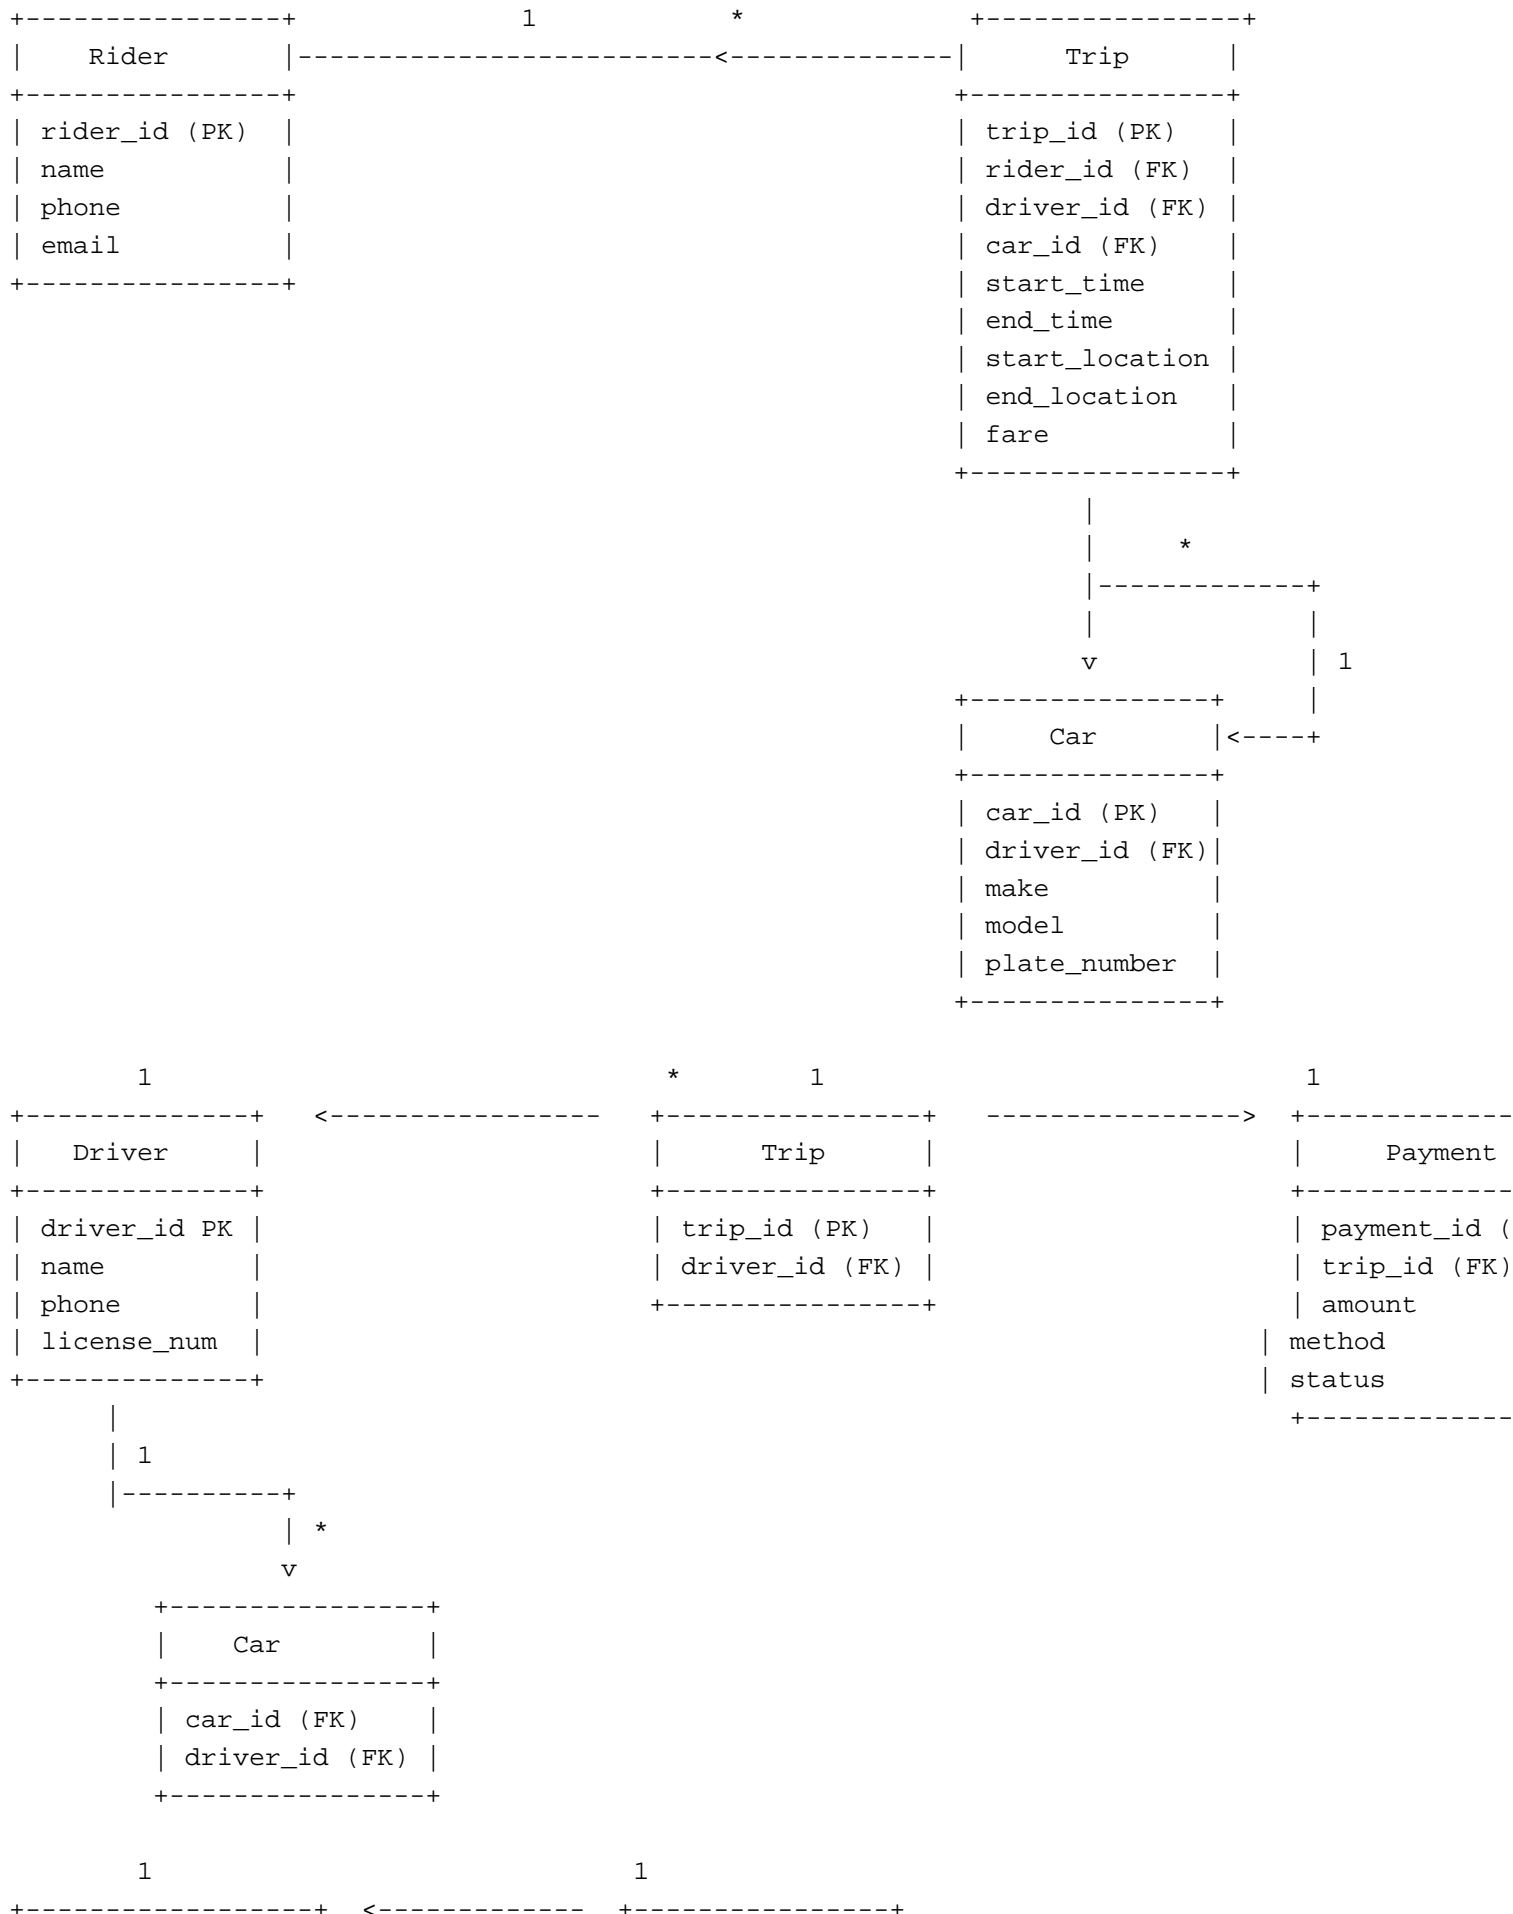 +----------------+ 1 * +----------------+
| Rider |--------------------------<--------------| Trip |
+----------------+ +----------------+
| rider_id (PK) | | trip_id (PK) |
| name | | rider_id (FK) |
| phone | | driver_id (FK) |
| email | | car_id (FK) |
+----------------+ | start_time |
| end_time |
| start_location |
| end_location |
| fare |
+----------------+
|
| *
|-------------+
| |
v | 1
+---------------+ |
| Car |<----+
+---------------+
| car_id (PK) |
| driver_id (FK)|
| make |
| model |
| plate_number |
+---------------+
1 * 1 1
+--------------+ <----------------- +----------------+ ----------------> +-------------
| Driver | | Trip | | Payment
+--------------+ +----------------+ +-------------
| driver_id PK | | trip_id (PK) | | payment_id (
| name | | driver_id (FK) | | trip_id (FK)
| phone | +----------------+ | amount
| license_num | | method
+--------------+ | status
| +-------------
| 1
|----------+
| *
v
+----------------+
| Car |
+----------------+
| car_id (FK) |
| driver_id (FK) |
+----------------+
1 1
+------------------+ <------------- +----------------+